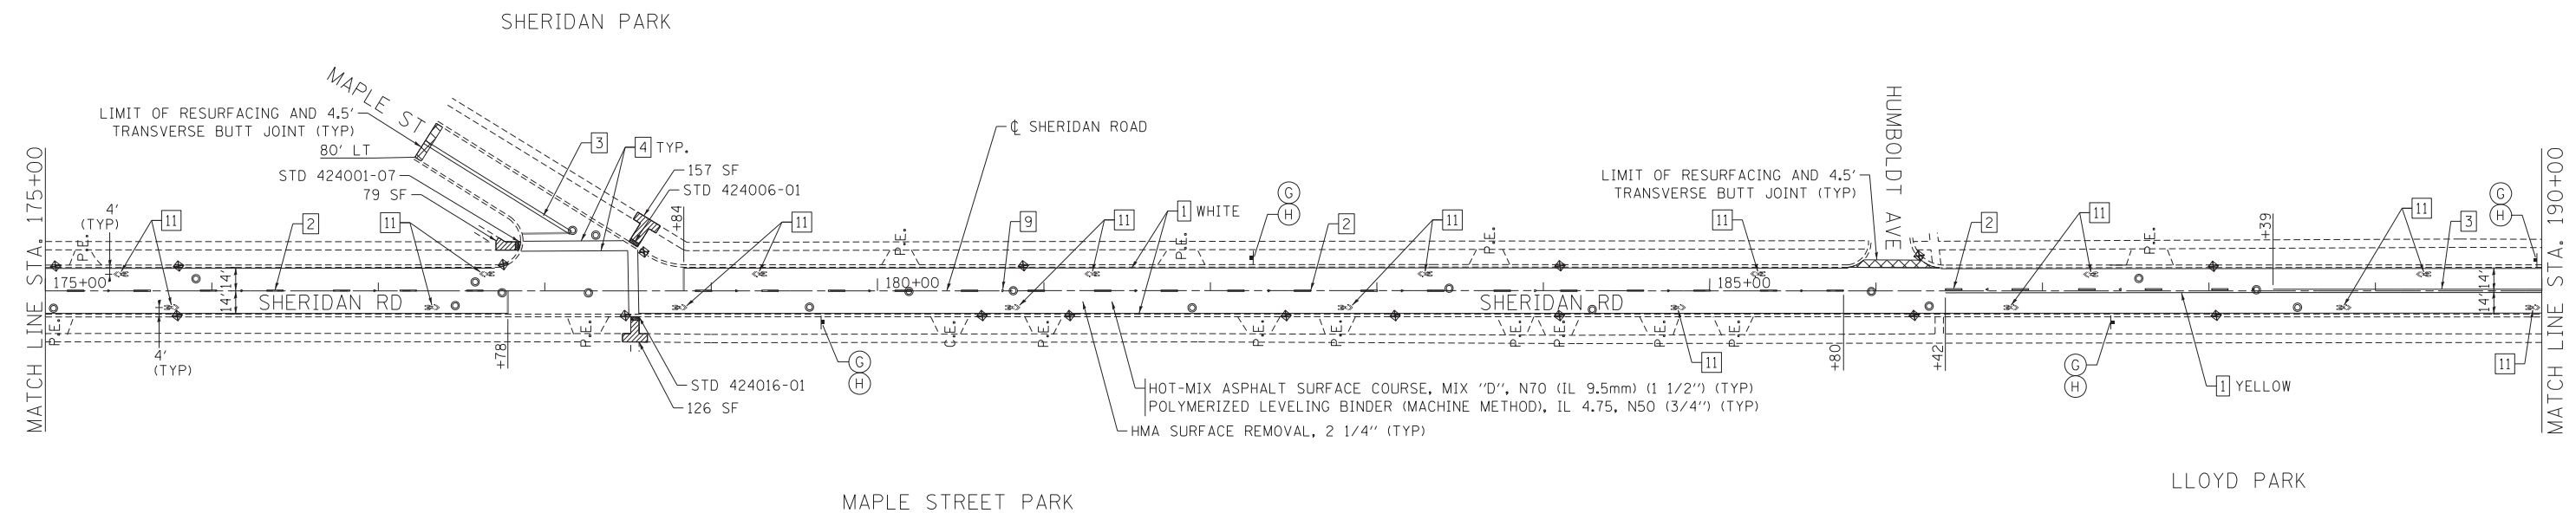 SHERIDAN PARK
MAPLE ST
LIMIT OF RESURFACING AND 4.5'
TRANSVERSE BUTT JOINT (TYP)
80' LT
STD 424001-07
79 SF
3
4 TYP.
157 SF
STD 424006-01
+84
℄ SHERIDAN ROAD
MATCH LINE STA. 175+00
4'
(TYP)
11
2
11
11
9
11
1 WHITE
G
H
2
11
LIMIT OF RESURFACING AND 4.5'
TRANSVERSE BUTT JOINT (TYP)
HUMBOLDT AVE
11
2
11
+39
11
3
G
H
MATCH LINE STA. 190+00
P.E.
P.E.
P.E.
P.E.
P.E.
175+00
14'
14'
SHERIDAN RD
180+00
SHERIDAN RD
185+00
14'
14'
P.E.
4'
(TYP)
+78
P.E.
STD 424016-01
126 SF
G
H
C.E.
P.E.
P.E.
P.E.
P.E.
P.E.
P.E.
P.E.
11
+80
+42
G
H
1 YELLOW
11
HOT-MIX ASPHALT SURFACE COURSE, MIX "D", N70 (IL 9.5mm) (1 1/2") (TYP)
POLYMERIZED LEVELING BINDER (MACHINE METHOD), IL 4.75, N50 (3/4") (TYP)
HMA SURFACE REMOVAL, 2 1/4" (TYP)
MAPLE STREET PARK
LLOYD PARK